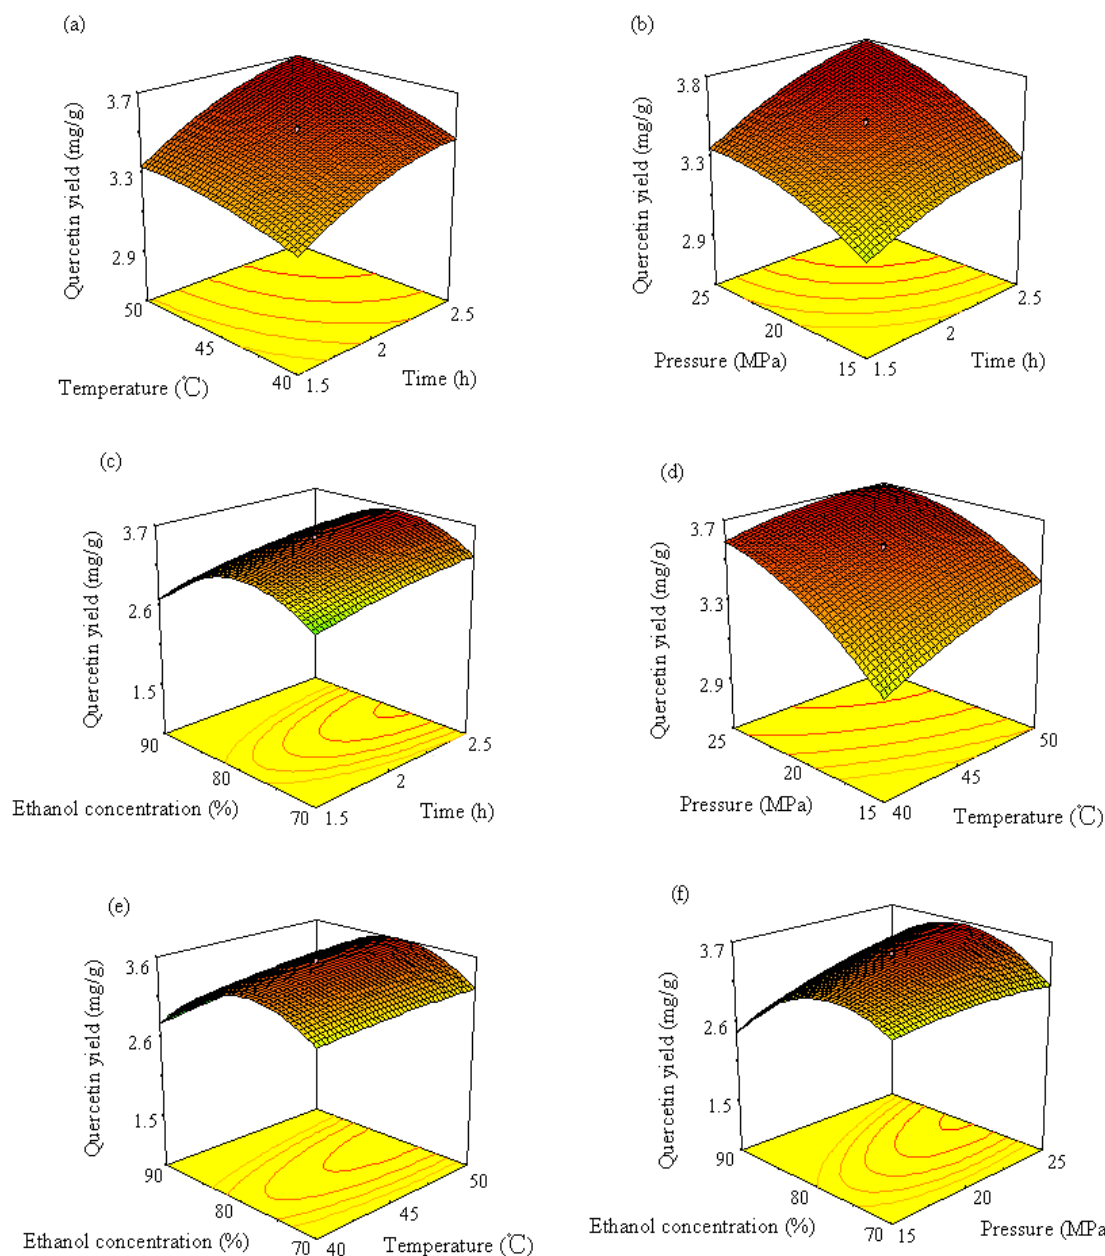 (a)
Quercetin yield (mg/g)
3.7
3.3
2.9
50
45
40
1.5
2
2.5
Temperature (℃)
Time (h)
(b)
Quercetin yield (mg/g)
3.8
3.3
2.9
25
20
15
1.5
2
2.5
Pressure (MPa)
Time (h)
(c)
Quercetin yield (mg/g)
3.7
2.6
1.5
90
80
70
1.5
2
2.5
Ethanol concentration (%)
Time (h)
(d)
Quercetin yield (mg/g)
3.7
3.3
2.9
25
20
15
40
45
50
Pressure (MPa)
Temperature (℃)
(e)
Quercetin yield (mg/g)
3.6
2.6
1.5
90
80
70
40
45
50
Ethanol concentration (%)
Temperature (℃)
(f)
Quercetin yield (mg/g)
3.7
2.6
1.5
90
80
70
15
20
25
Ethanol concentration (%)
Pressure (MPa